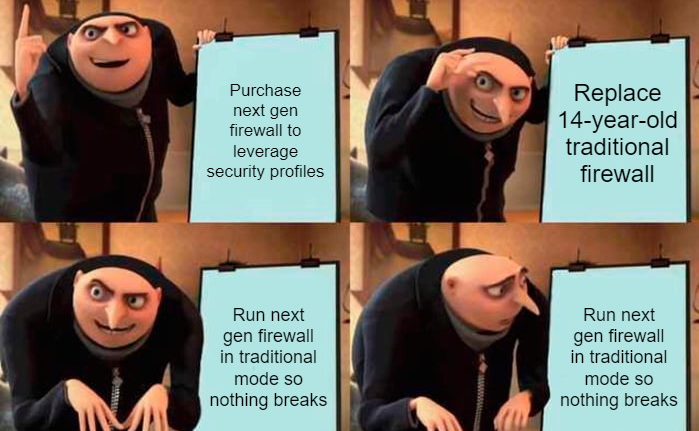 Purchase
next gen
firewall to
leverage
security profiles
Replace
14-year-old
traditional
firewall
Run next
gen firewall
in traditional
mode so
nothing breaks
Run next
gen firewall
in traditional
mode so
nothing breaks